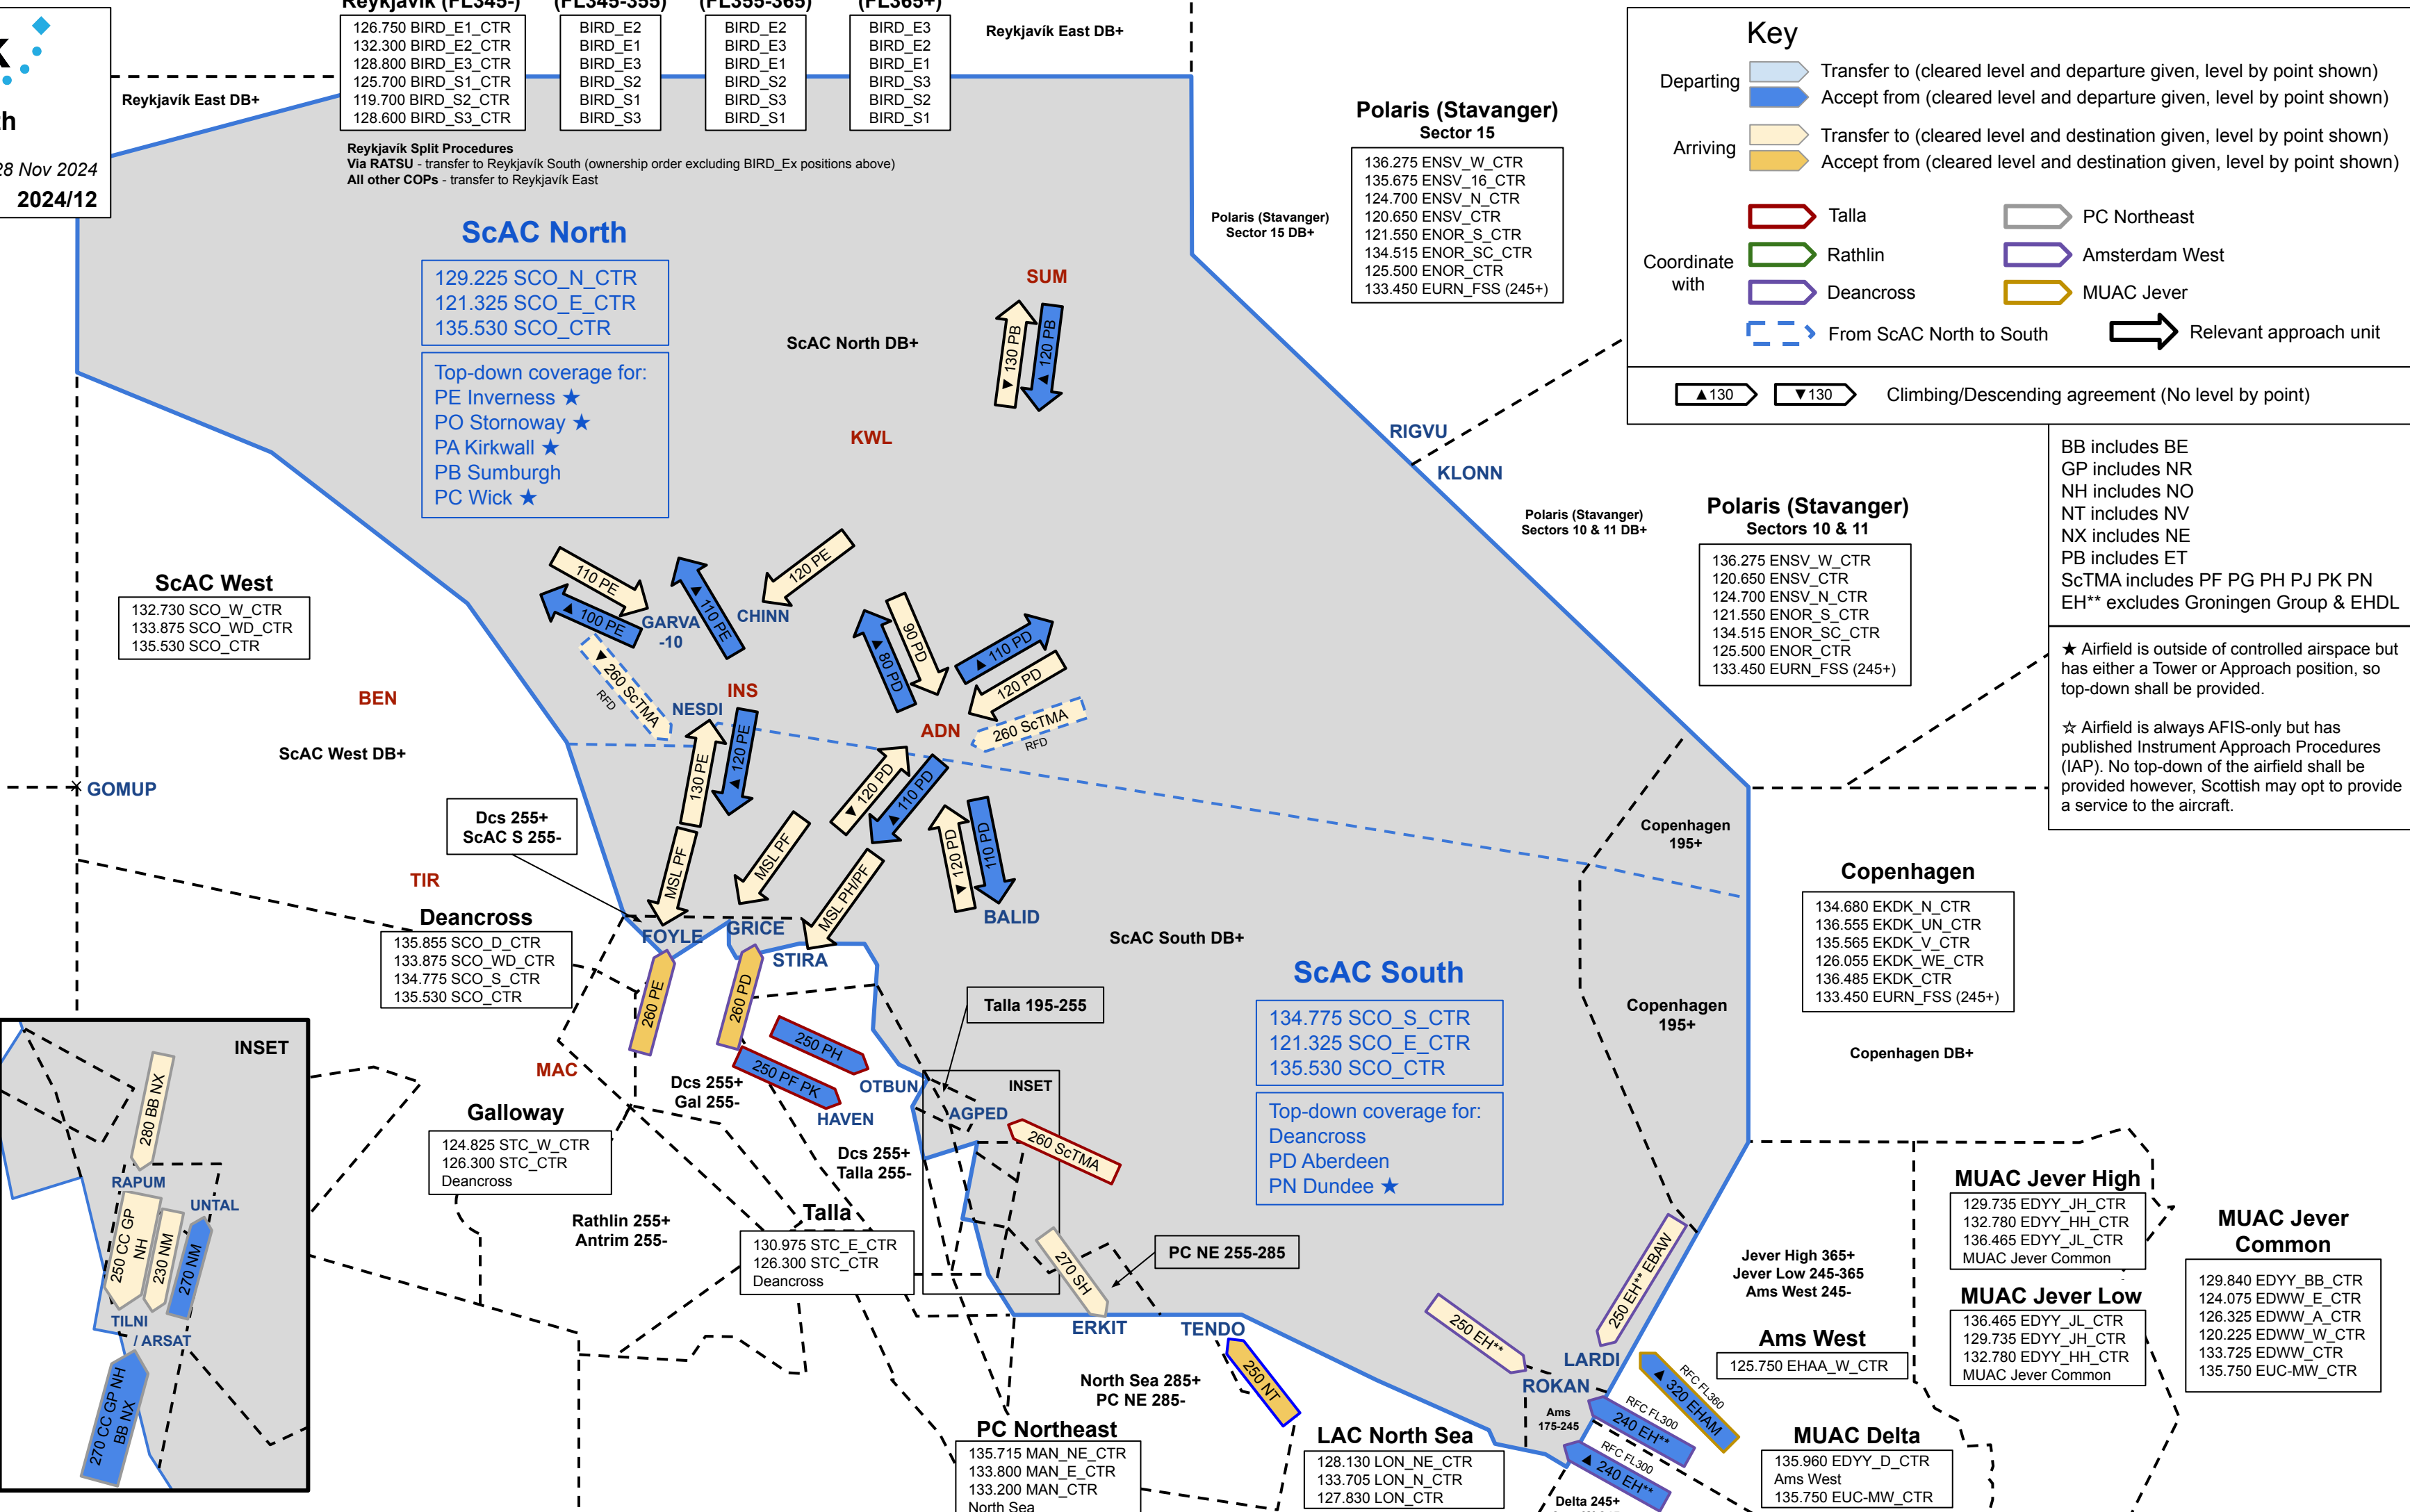 k
th
28 Nov 2024
2024/12
Reykjavík East DB+
Reykjavík (FL345-)
126.750 BIRD_E1_CTR
132.300 BIRD_E2_CTR
128.800 BIRD_E3_CTR
125.700 BIRD_S1_CTR
119.700 BIRD_S2_CTR
128.600 BIRD_S3_CTR
(FL345-355)
BIRD_E2
BIRD_E1
BIRD_E3
BIRD_S2
BIRD_S1
BIRD_S3
(FL355-365)
BIRD_E2
BIRD_E3
BIRD_E1
BIRD_S2
BIRD_S3
BIRD_S1
(FL365+)
BIRD_E3
BIRD_E2
BIRD_E1
BIRD_S3
BIRD_S2
BIRD_S1
Reykjavík East DB+
Reykjavík Split Procedures
Via RATSU - transfer to Reykjavík South (ownership order excluding BIRD_Ex positions above)
All other COPs - transfer to Reykjavík East
Polaris (Stavanger)
Sector 15
136.275 ENSV_W_CTR
135.675 ENSV_16_CTR
124.700 ENSV_N_CTR
120.650 ENSV_CTR
121.550 ENOR_S_CTR
134.515 ENOR_SC_CTR
125.500 ENOR_CTR
133.450 EURN_FSS (245+)
Polaris (Stavanger)
Sector 15 DB+
Key
Departing
Transfer to (cleared level and departure given, level by point shown)
Accept from (cleared level and departure given, level by point shown)
Arriving
Transfer to (cleared level and destination given, level by point shown)
Accept from (cleared level and destination given, level by point shown)
Coordinate
with
Talla
PC Northeast
Rathlin
Amsterdam West
Deancross
MUAC Jever
From ScAC North to South
Relevant approach unit
▲130
▼130
Climbing/Descending agreement (No level by point)
BB includes BE
GP includes NR
NH includes NO
NT includes NV
NX includes NE
PB includes ET
ScTMA includes PF PG PH PJ PK PN
EH** excludes Groningen Group & EHDL
★ Airfield is outside of controlled airspace but
has either a Tower or Approach position, so
top-down shall be provided.
☆ Airfield is always AFIS-only but has
published Instrument Approach Procedures
(IAP). No top-down of the airfield shall be
provided however, Scottish may opt to provide
a service to the aircraft.
ScAC North
129.225 SCO_N_CTR
121.325 SCO_E_CTR
135.530 SCO_CTR
Top-down coverage for:
PE Inverness ★
PO Stornoway ★
PA Kirkwall ★
PB Sumburgh
PC Wick ★
ScAC North DB+
SUM
▼ 130 PB
▲ 120 PB
KWL
RIGVU
KLONN
Polaris (Stavanger)
Sectors 10 & 11 DB+
Polaris (Stavanger)
Sectors 10 & 11
136.275 ENSV_W_CTR
120.650 ENSV_CTR
124.700 ENSV_N_CTR
121.550 ENOR_S_CTR
134.515 ENOR_SC_CTR
125.500 ENOR_CTR
133.450 EURN_FSS (245+)
ScAC West
132.730 SCO_W_CTR
133.875 SCO_WD_CTR
135.530 SCO_CTR
110 PE
▲ 100 PE
GARVA
-10
▲ 110 PE
120 PE
CHINN
▼ 260 ScTMA
RFD
NESDI
INS
▲ 80 PD
90 PD
▲ 110 PD
120 PD
ADN
260 ScTMA
RFD
BEN
ScAC West DB+
GOMUP
TIR
130 PE
▲ 120 PE
▼ 120 PD
▲ 110 PD
▼ 120 PD
110 PD
BALID
Dcs 255+
ScAC S 255-
MSL PF
MSL PF
MSL PH/PF
FOYLE
GRICE
STIRA
Deancross
135.855 SCO_D_CTR
133.875 SCO_WD_CTR
134.775 SCO_S_CTR
135.530 SCO_CTR
260 PE
260 PD
250 PH
250 PF PK
OTBUN
HAVEN
MAC
Dcs 255+
Gal 255-
Dcs 255+
Talla 255-
Galloway
124.825 STC_W_CTR
126.300 STC_CTR
Deancross
Rathlin 255+
Antrim 255-
Talla
130.975 STC_E_CTR
126.300 STC_CTR
Deancross
Talla 195-255
INSET
AGPED
260 ScTMA
270 SH
PC NE 255-285
ERKIT
TENDO
250 NT
North Sea 285+
PC NE 285-
PC Northeast
135.715 MAN_NE_CTR
133.800 MAN_E_CTR
133.200 MAN_CTR
North Sea
LAC North Sea
128.130 LON_NE_CTR
133.705 LON_N_CTR
127.830 LON_CTR
ScAC South DB+
ScAC South
134.775 SCO_S_CTR
121.325 SCO_E_CTR
135.530 SCO_CTR
Top-down coverage for:
Deancross
PD Aberdeen
PN Dundee ★
Copenhagen
195+
Copenhagen
195+
Copenhagen
134.680 EKDK_N_CTR
136.555 EKDK_UN_CTR
135.565 EKDK_V_CTR
126.055 EKDK_WE_CTR
136.485 EKDK_CTR
133.450 EURN_FSS (245+)
Copenhagen DB+
250 EH** EBAW
250 EH**
LARDI
ROKAN
Ams
175-245
RFC FL360
▲ 320 EHAM
RFC FL300
240 EH**
RFC FL300
▲ 240 EH**
Delta 245+
Jever High 365+
Jever Low 245-365
Ams West 245-
Ams West
125.750 EHAA_W_CTR
MUAC Delta
135.960 EDYY_D_CTR
Ams West
135.750 EUC-MW_CTR
MUAC Jever High
129.735 EDYY_JH_CTR
132.780 EDYY_HH_CTR
136.465 EDYY_JL_CTR
MUAC Jever Common
MUAC Jever Low
136.465 EDYY_JL_CTR
129.735 EDYY_JH_CTR
132.780 EDYY_HH_CTR
MUAC Jever Common
MUAC Jever
Common
129.840 EDYY_BB_CTR
124.075 EDWW_E_CTR
126.325 EDWW_A_CTR
120.225 EDWW_W_CTR
133.725 EDWW_CTR
135.750 EUC-MW_CTR
INSET
280 BB NX
RAPUM
UNTAL
250 CC GP
NH
230 NM
270 NM
TILNI
/ ARSAT
270 CC GP NH
BB NX